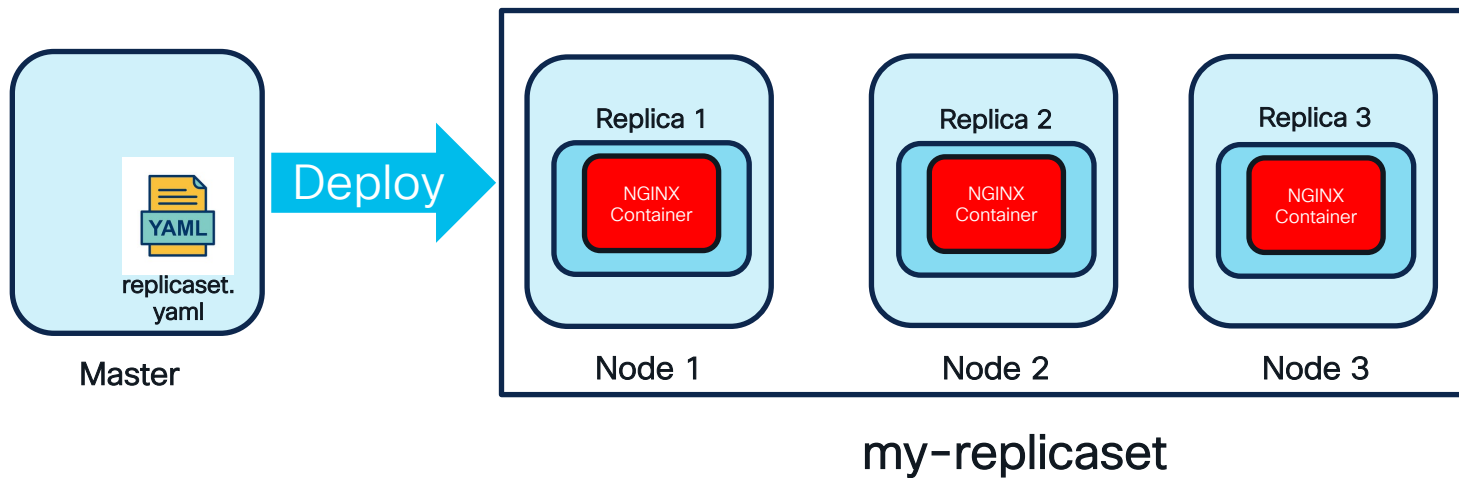 YAML
replicaset.
yaml
Master
Deploy
Replica 1
NGINX
Container
Node 1
Replica 2
NGINX
Container
Node 2
Replica 3
NGINX
Container
Node 3
my-replicaset